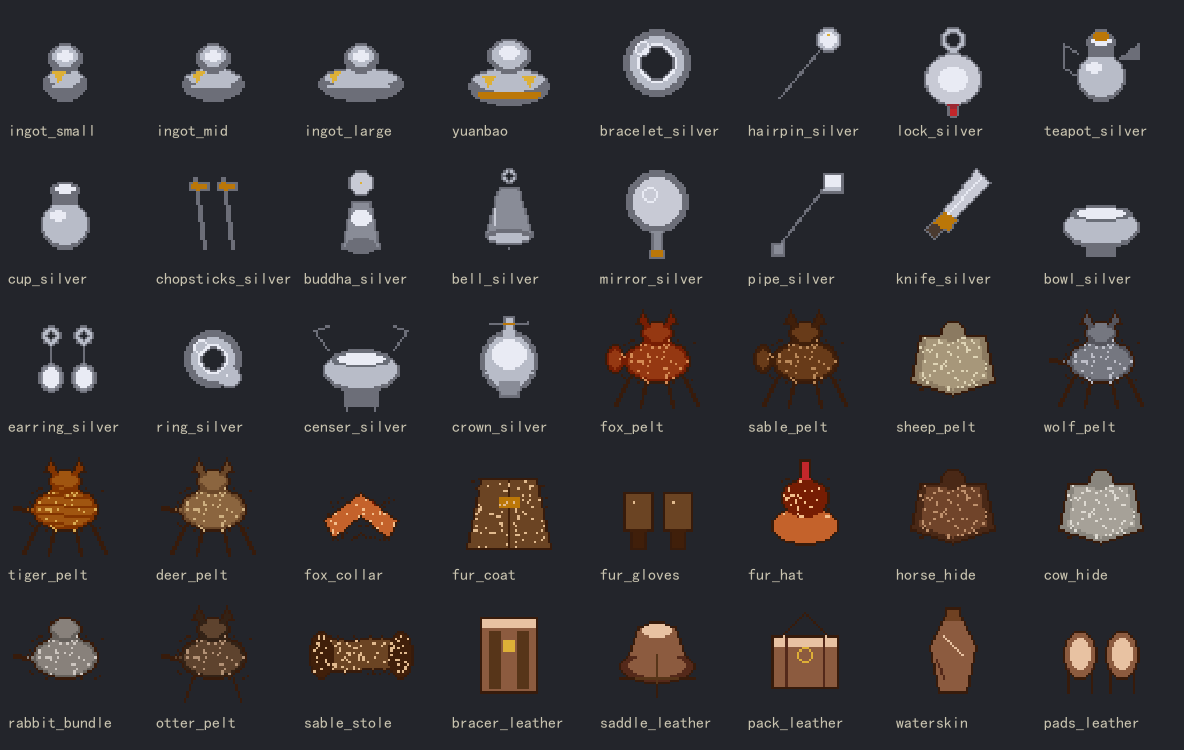 ingot_small ingot_mid ingot_large yuanbao bracelet_silver hairpin_silver lock_silver teapot_silver
cup_silver chopsticks_silver buddha_silver bell_silver mirror_silver pipe_silver knife_silver bowl_silver
earring_silver ring_silver censer_silver crown_silver fox_pelt sable_pelt sheep_pelt wolf_pelt
tiger_pelt deer_pelt fox_collar fur_coat fur_gloves fur_hat horse_hide cow_hide
rabbit_bundle otter_pelt sable_stole bracer_leather saddle_leather pack_leather waterskin pads_leather